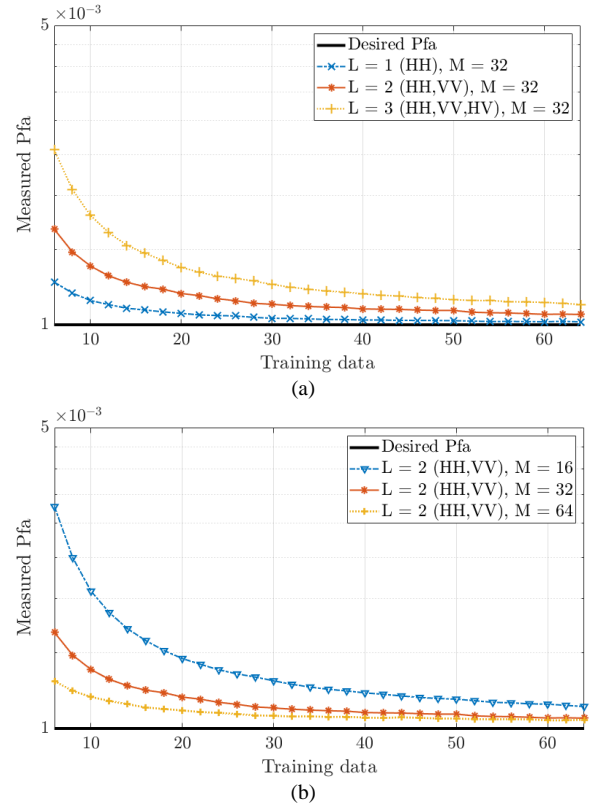 5 ×10⁻³
Desired Pfa
L = 1 (HH), M = 32
L = 2 (HH,VV), M = 32
L = 3 (HH,VV,HV), M = 32
Measured Pfa
1
10 20 30 40 50 60
Training data
(a)
5 ×10⁻³
Desired Pfa
L = 2 (HH,VV), M = 16
L = 2 (HH,VV), M = 32
L = 2 (HH,VV), M = 64
Measured Pfa
1
10 20 30 40 50 60
Training data
(b)